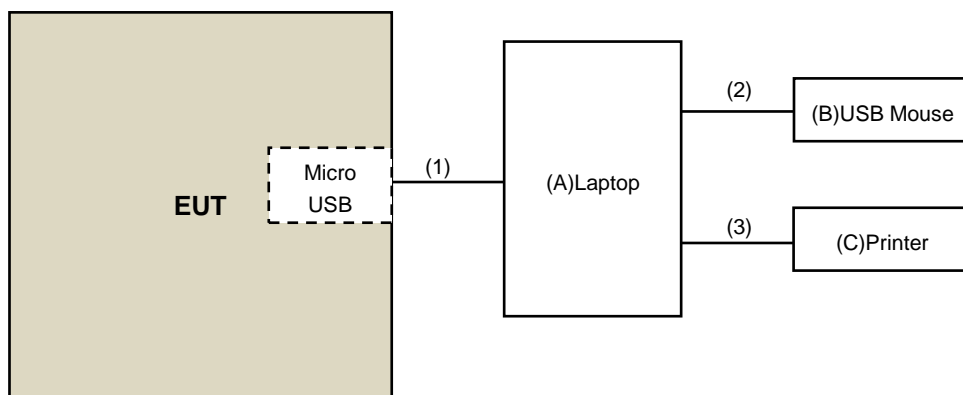 EUT
Micro
USB
(1)
(A)Laptop
(2)
(B)USB Mouse
(3)
(C)Printer